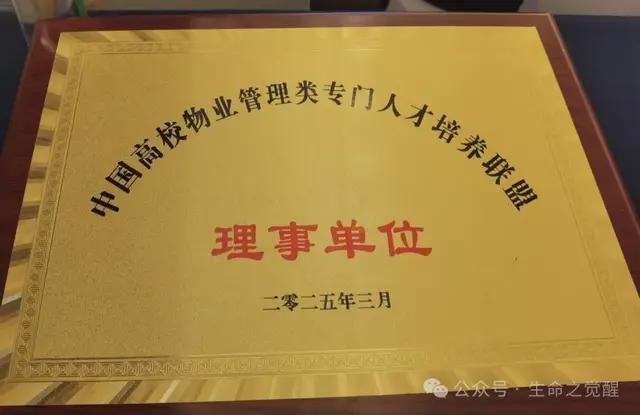 中国高校物业管理类专门人才培养联盟
理事单位
二零二五年三月
公众号·生命之觉醒